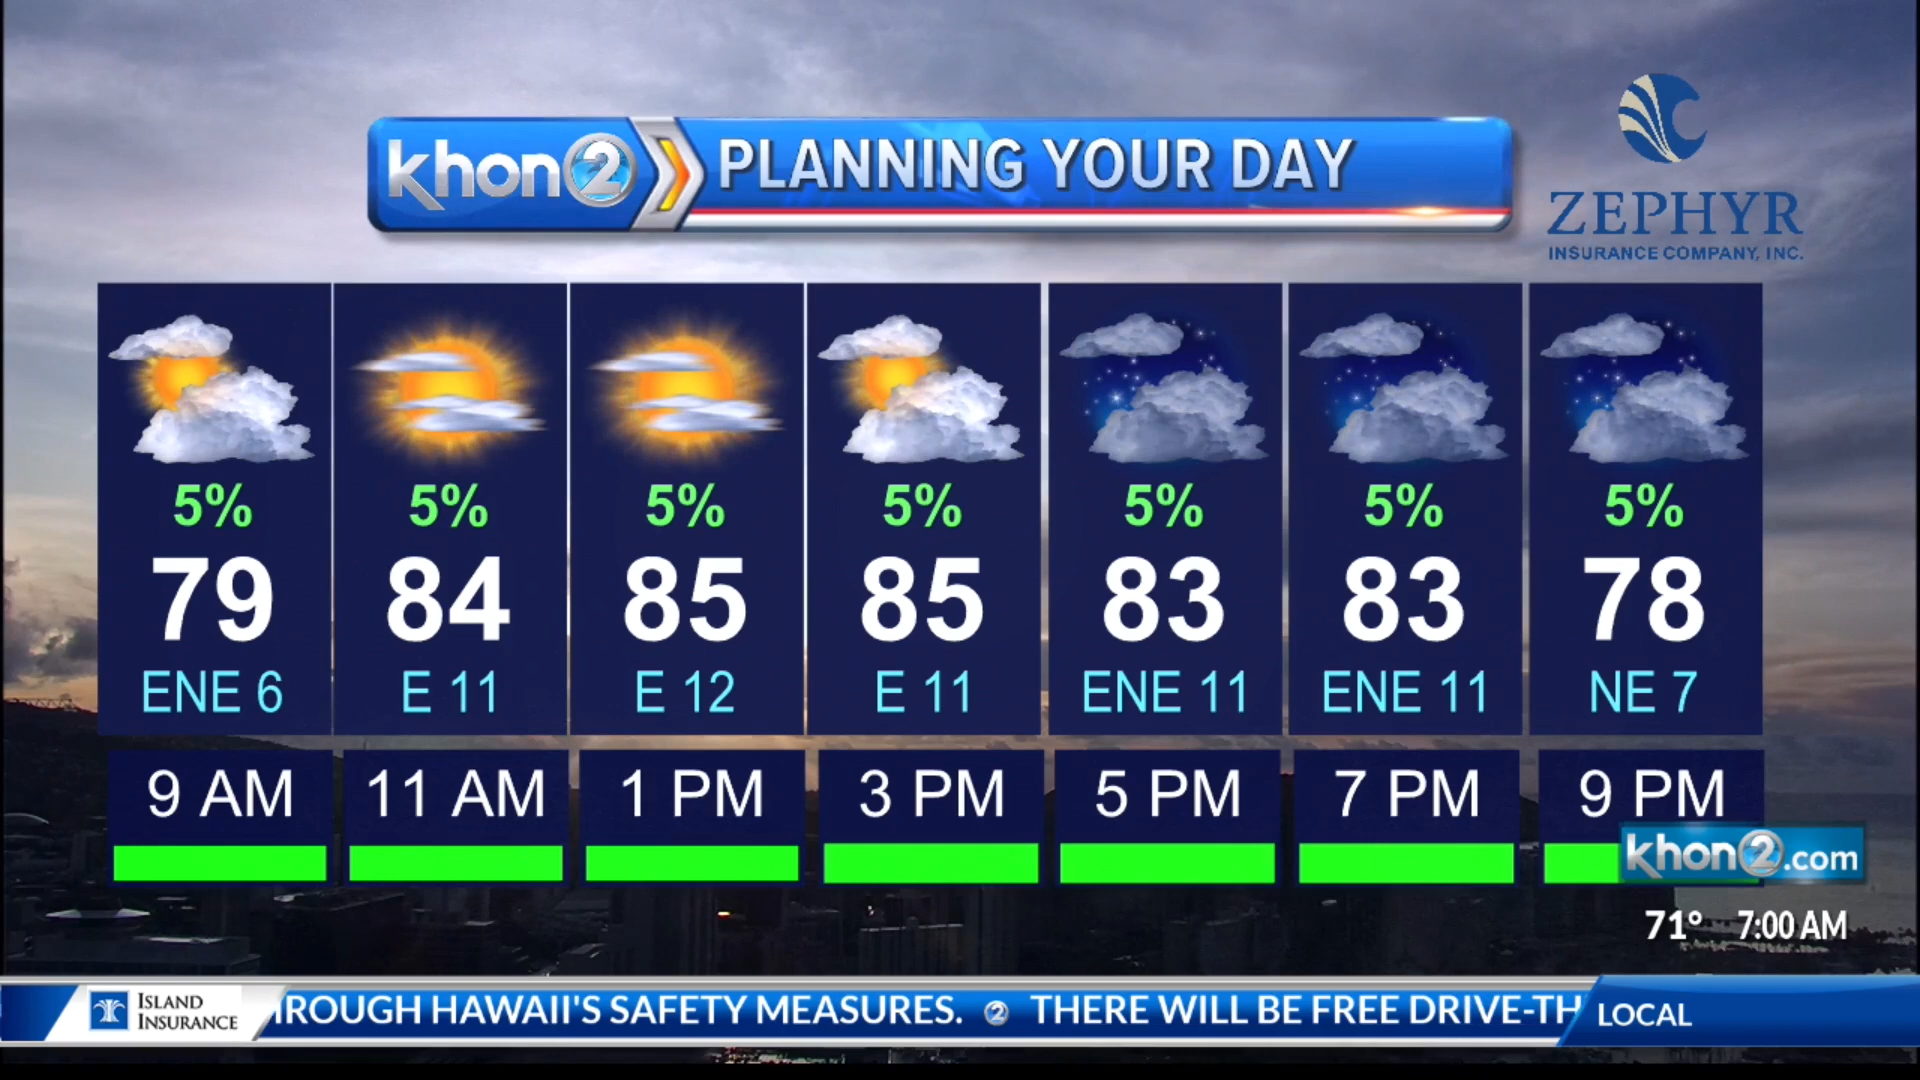 khon2 PLANNING YOUR DAY
ZEPHYR
INSURANCE COMPANY, INC.
5% 5% 5% 5% 5% 5% 5%
79 84 85 85 83 83 78
ENE 6 E 11 E 12 E 11 ENE 11 ENE 11 NE 7
9 AM 11 AM 1 PM 3 PM 5 PM 7 PM 9 PM
khon2.com
71° 7:00 AM
ISLAND
INSURANCE
ROUGH HAWAII'S SAFETY MEASURES. 2 THERE WILL BE FREE DRIVE-TH
LOCAL